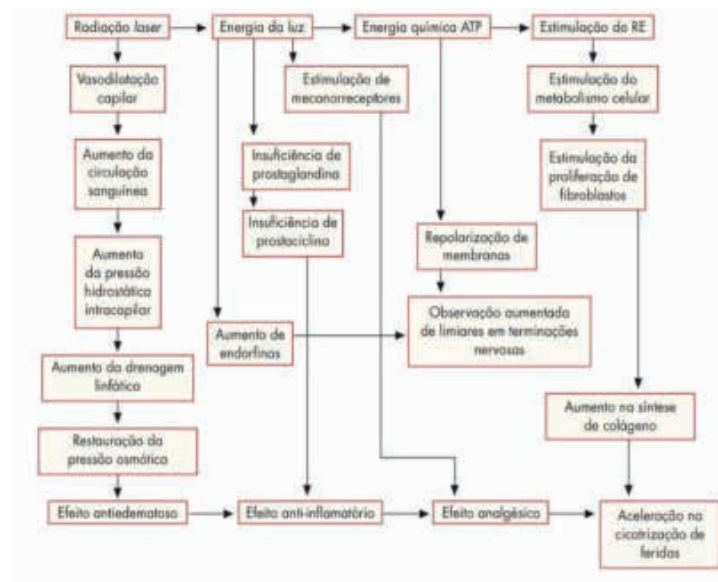 Radiação laser
Energia da luz
Energia química ATP
Estimulação do RE
Vasodilatação
capilar
Estimulação de
mecanorreceptores
Estimulação do
metabolismo celular
Aumento da
circulação
sanguínea
Insuficiência de
prostaglandina
Estimulação da
proliferação de
fibroblastos
Insuficiência de
prostaciclina
Repolarização de
membranas
Aumento
da pressão
hidrostática
intracapilar
Aumento de
endorfinas
Observação aumentada
de limiares em terminações
nervosas
Aumento da drenagem
linfática
Aumento na síntese
de colágeno
Restauração da
pressão osmótica
Efeito antiedematoso
Efeito anti-inflamatório
Efeito analgésico
Aceleração na
cicatrização de
feridas